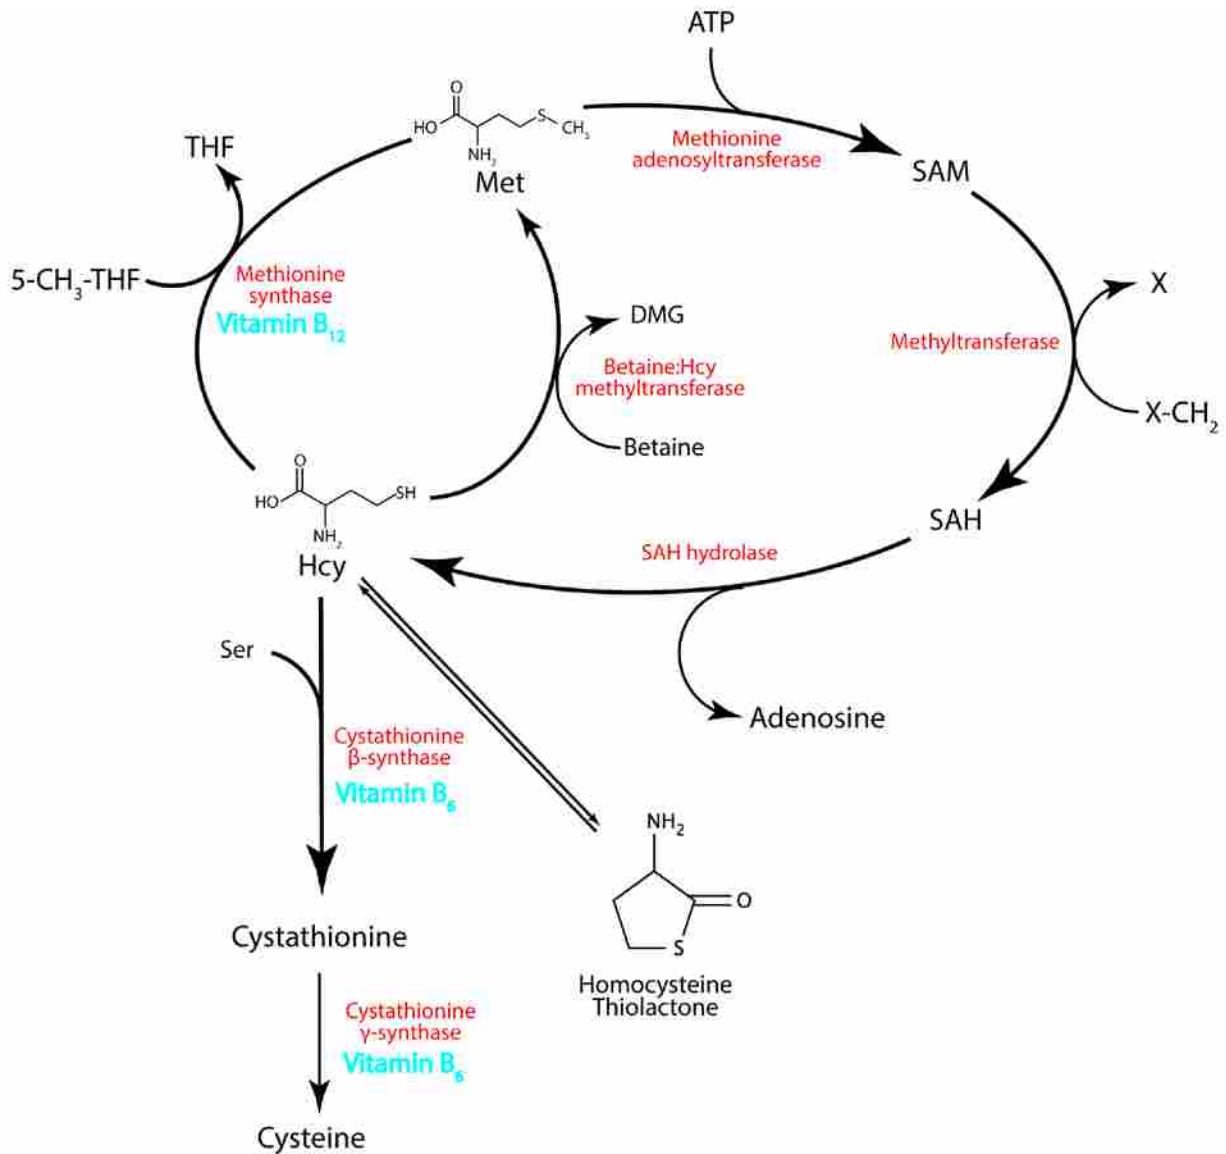 ATP
O
HO
S
CH3
NH2
Met
Methionine
adenosyltransferase
SAM
THF
5-CH3-THF
Methionine
synthase
Vitamin B12
DMG
Betaine:Hcy
methyltransferase
Betaine
X
Methyltransferase
X-CH2
O
HO
SH
NH2
Hcy
SAH
SAH hydrolase
Adenosine
Ser
Cystathionine
β-synthase
Vitamin B6
NH2
O
S
Homocysteine
Thiolactone
Cystathionine
Cystathionine
γ-synthase
Vitamin B6
Cysteine